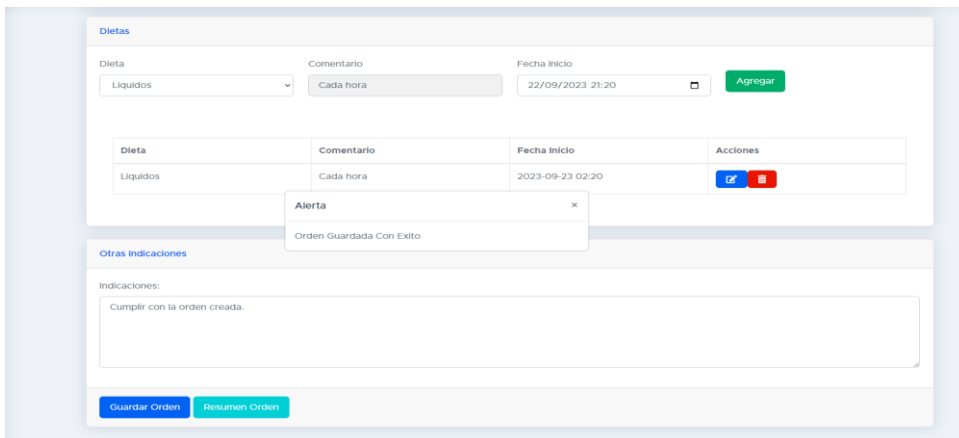 Dietas
Dieta Comentario Fecha Inicio
Liquidos Cada hora 22/09/2023 21:20 Agregar
Dieta Comentario Fecha Inicio Acciones
Liquidos Cada hora 2023-09-23 02:20
Alerta ×
Orden Guardada Con Exito
Otras Indicaciones
Indicaciones:
Cumplir con la orden creada.
Guardar Orden Resumen Orden